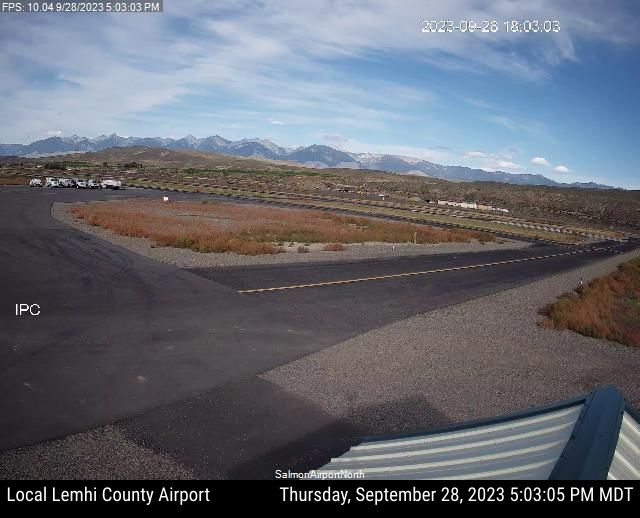 FPS: 10.04 9/28/2023 5:03:03 PM
2023-09-28 18:03:03
IPC
SalmonAirportNorth
Local Lemhi County Airport
Thursday, September 28, 2023 5:03:05 PM MDT